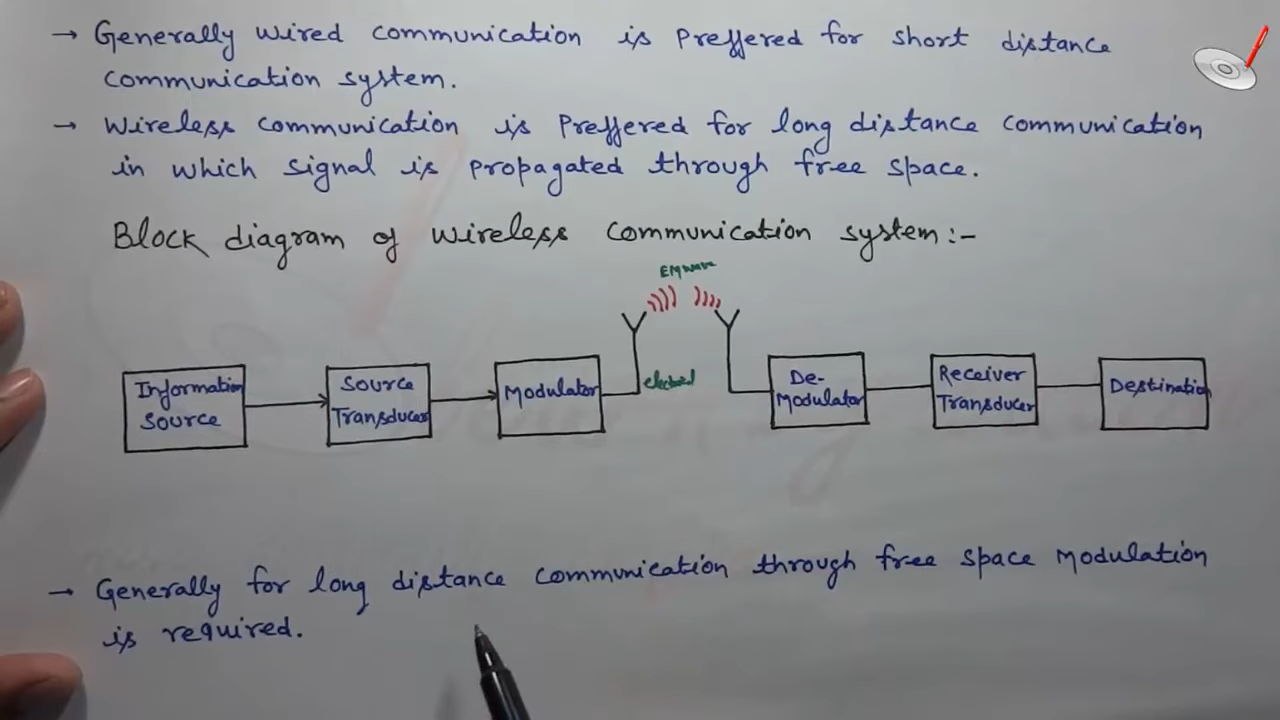 → Generally wired communication is preffered for short distance
communication system.
→ Wireless communication is preffered for long distance communication
in which signal is propagated through free space.
Block diagram of wireless communication system:-
EM wave
Information
Source
Source
Transducer
Modulator
electrical
De-
Modulator
Receiver
Transducer
Destination
→ Generally for long distance communication through free space Modulation
is required.